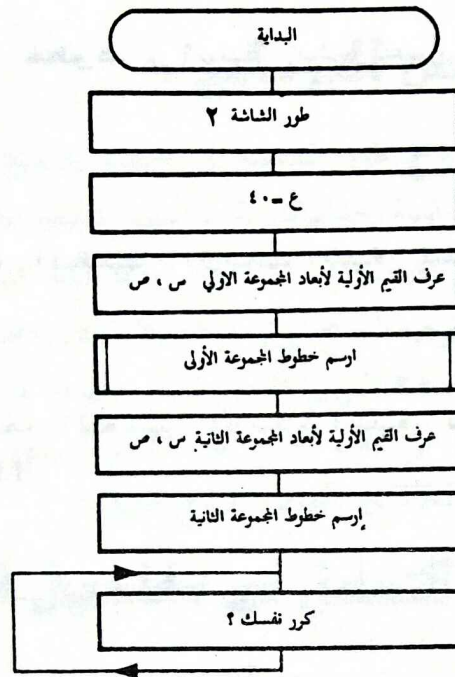 البداية
طور الشاشة ٢
ع = ٤٠
عرف القيم الأولية لأبعاد المجموعة الاولي س ، ص
ارسم خطوط المجموعة الأولى
عرف القيم الأولية لأبعاد المجموعة الثانية س ، ص
إرسم خطوط المجموعة الثانية
كرر نفسك ؟